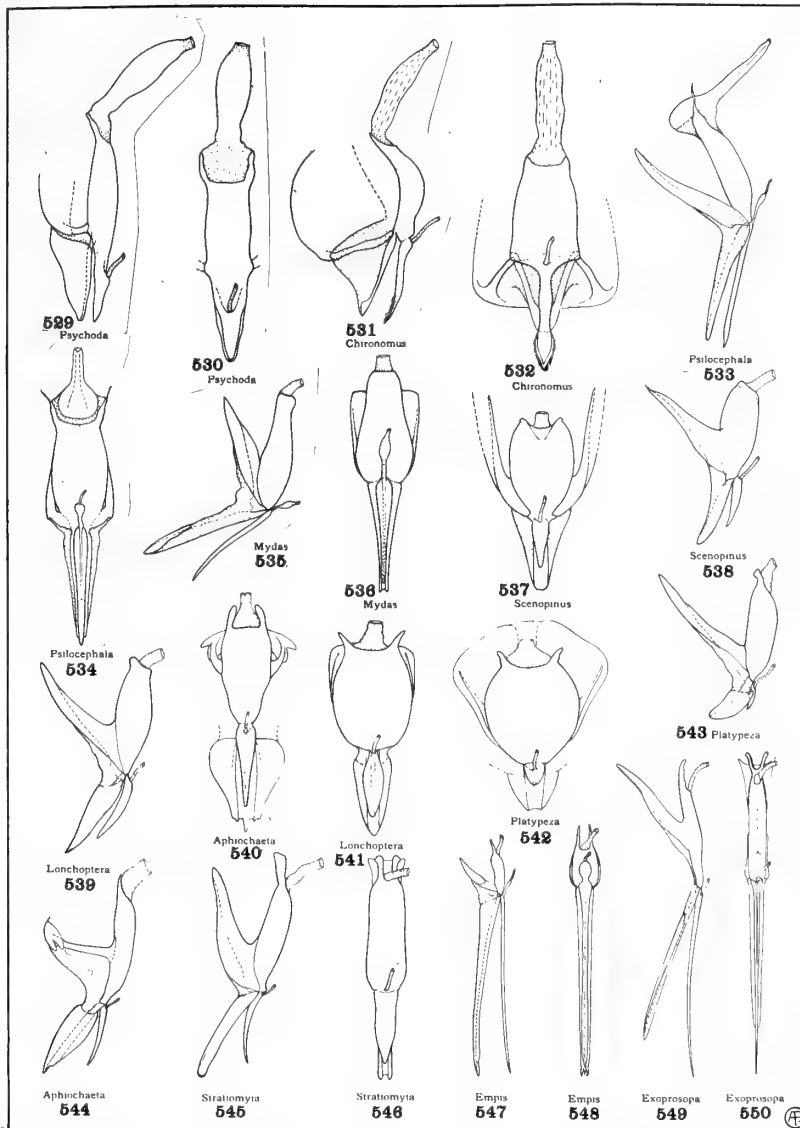 529
Psychoda
530
Psychoda
531
Chironomus
532
Chironomus
Psilocephala
533
Psilocephala
534
Mydas
535
536
Mydas
537
Scenopinus
Scenopinus
538
Lonchoptera
539
Aphiochaeta
540
Lonchoptera
541
Platypeza
542
543 Platypeza
Aphiochaeta
544
Stratiomyia
545
Stratiomyia
546
Empis
547
Empis
548
Exoprosopa
549
Exoprosopa
550